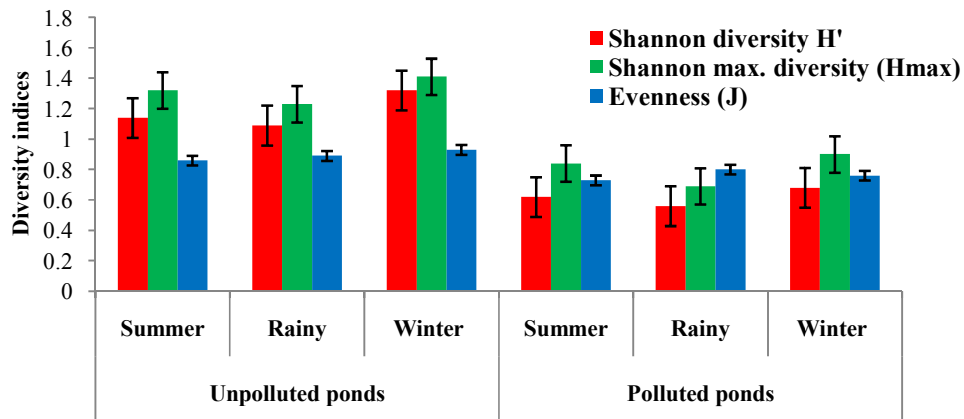 Diversity indices
1.8
1.6
1.4
1.2
1
0.8
0.6
0.4
0.2
0
Shannon diversity H'
Shannon max. diversity (Hmax)
Evenness (J)
Summer Rainy Winter Summer Rainy Winter
Unpolluted ponds Polluted ponds